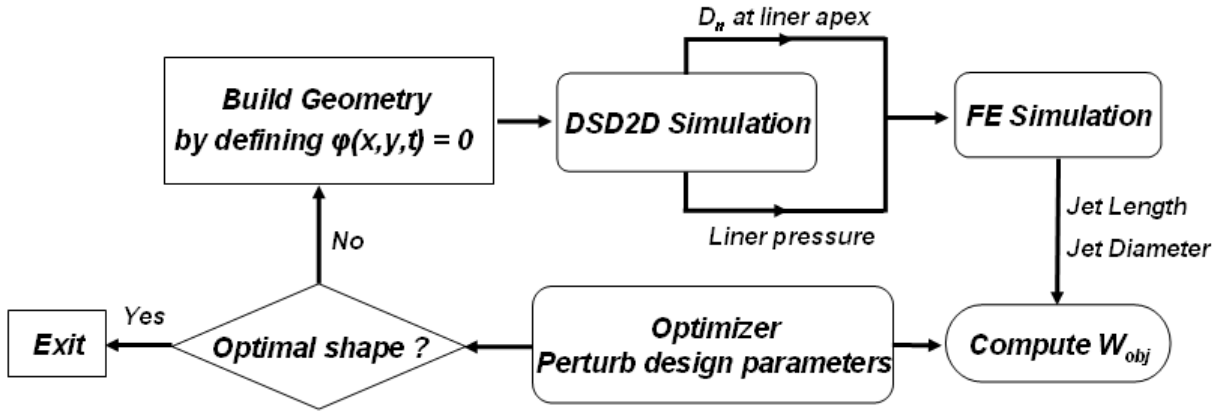 Dₙ at liner apex
Build Geometry
by defining φ(x,y,t) = 0
DSD2D Simulation
FE Simulation
Liner pressure
Jet Length
Jet Diameter
No
Yes
Exit
Optimal shape ?
Optimizer
Perturb design parameters
Compute W_obj